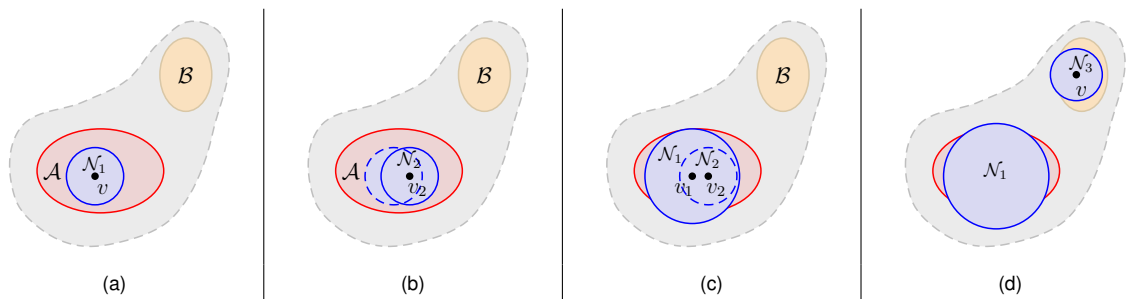 𝓑
𝓐
𝓝₁
v
(a)
𝓑
𝓐
𝓝₂
v₂
(b)
𝓑
𝓝₁ 𝓝₂
v₁ v₂
(c)
𝓝₃
v
𝓝₁
(d)